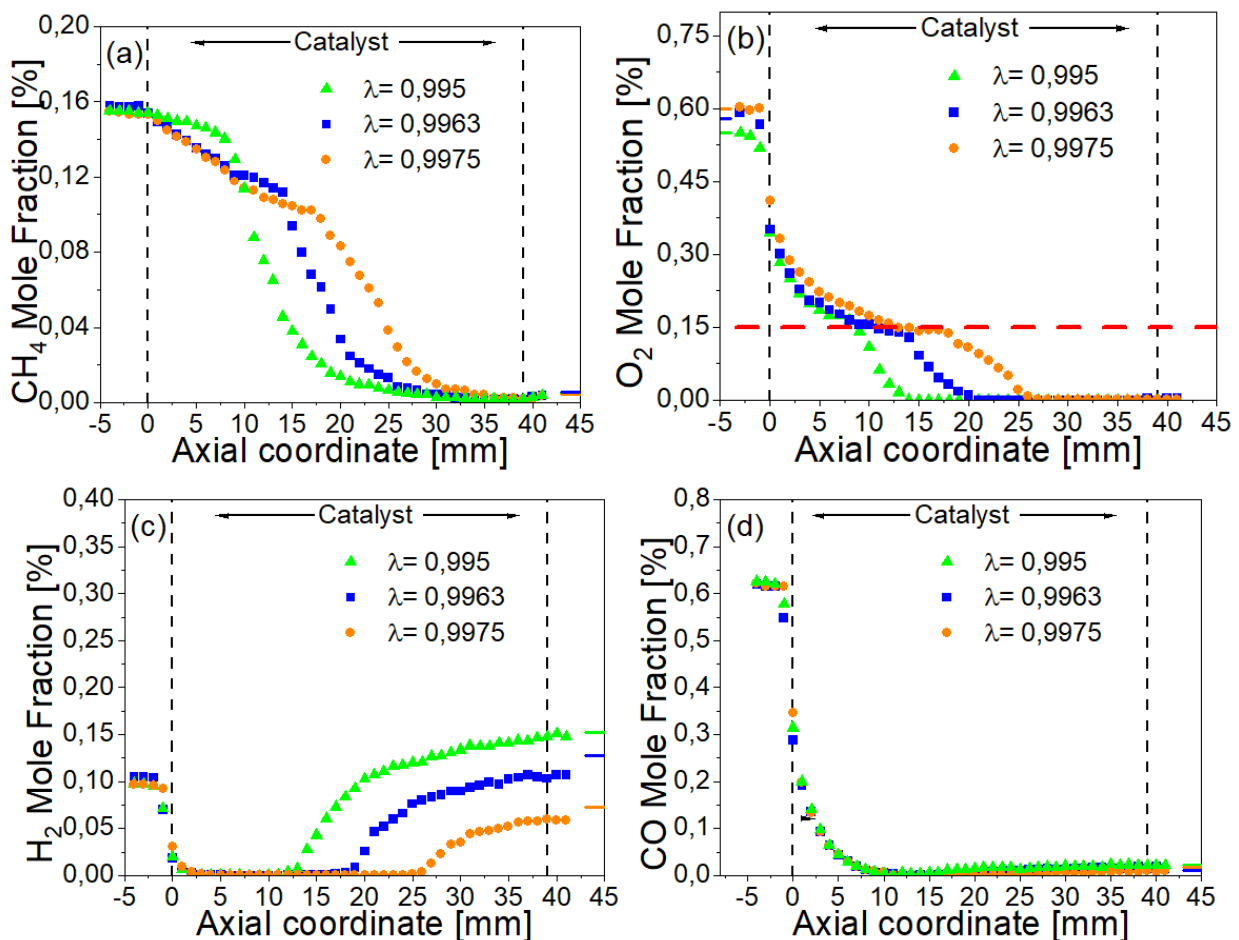 (a)
Catalyst
λ= 0,995
λ= 0,9963
λ= 0,9975
CH4 Mole Fraction [%]
0,20
0,16
0,12
0,08
0,04
0,00
-5 0 5 10 15 20 25 30 35 40 45
Axial coordinate [mm]
(b)
Catalyst
λ= 0,995
λ= 0,9963
λ= 0,9975
O2 Mole Fraction [%]
0,75
0,60
0,45
0,30
0,15
0,00
-5 0 5 10 15 20 25 30 35 40 45
Axial coordinate [mm]
(c)
Catalyst
λ= 0,995
λ= 0,9963
λ= 0,9975
H2 Mole Fraction [%]
0,40
0,35
0,30
0,25
0,20
0,15
0,10
0,05
0,00
-5 0 5 10 15 20 25 30 35 40 45
Axial coordinate [mm]
(d)
Catalyst
λ= 0,995
λ= 0,9963
λ= 0,9975
CO Mole Fraction [%]
0,8
0,7
0,6
0,5
0,4
0,3
0,2
0,1
0,0
-5 0 5 10 15 20 25 30 35 40 45
Axial coordinate [mm]